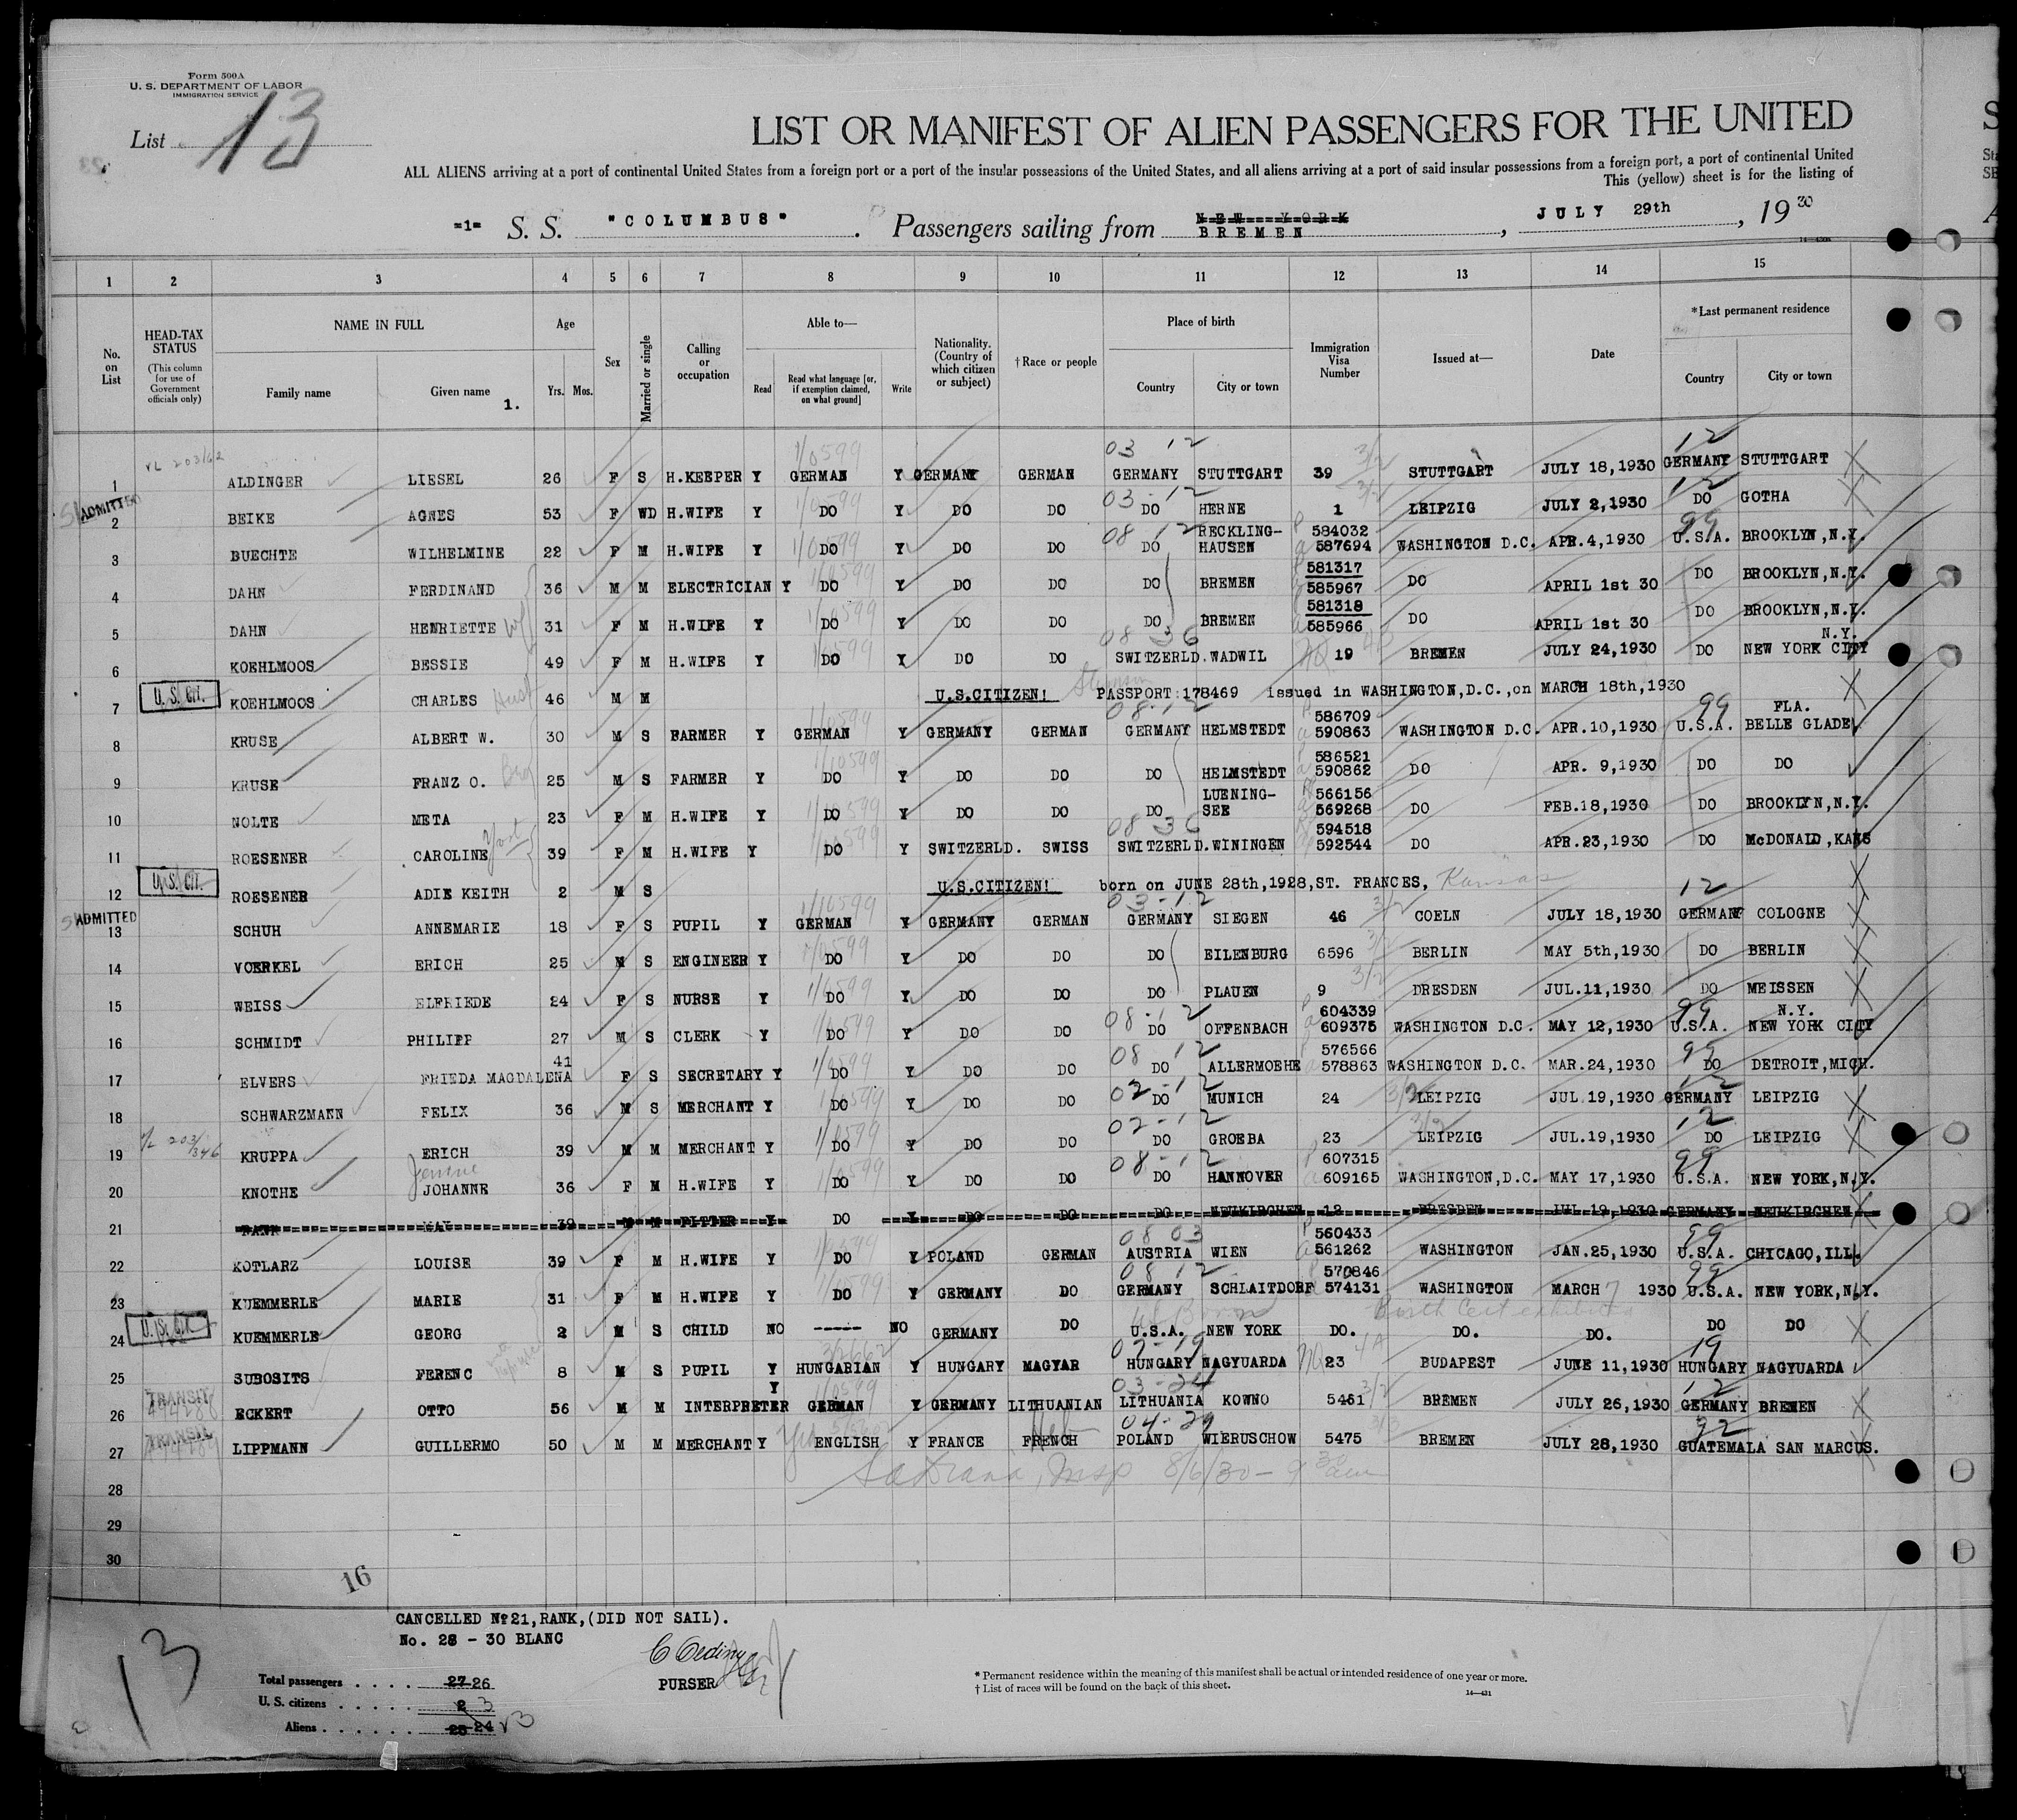 Form 500A
U. S. DEPARTMENT OF LABOR
IMMIGRATION SERVICE
List 13
LIST OR MANIFEST OF ALIEN PASSENGERS FOR THE UNITED
ALL ALIENS arriving at a port of continental United States from a foreign port or a port of the insular possessions of the United States, and all aliens arriving at a port of said insular possessions from a foreign port, a port of continental United
This (yellow) sheet is for the listing of
=1= S. S. "COLUMBUS" . Passengers sailing from NEW YORK BREMEN , JULY 29th , 19 30
1 2 3 4 5 6 7 8 9 10 11 12 13 14 15
No. on List
HEAD-TAX STATUS (This column for use of Government officials only)
NAME IN FULL
Family name Given name 1.
Age Yrs. Mos.
Sex
Married or single
Calling or occupation
Able to— Read Read what language [or, if exemption claimed, on what ground] Write
Nationality. (Country of which citizen or subject)
† Race or people
Place of birth Country City or town
Immigration Visa Number
Issued at—
Date
*Last permanent residence Country City or town
1 ALDINGER LIESEL 26 F S H.KEEPER Y GERMAN Y GERMANY GERMAN GERMANY STUTTGART 39 STUTTGART JULY 18,1930 GERMANY STUTTGART
ADMITTED 2 BEIKE AGNES 53 F WD H.WIFE Y DO Y DO DO DO HERNE 1 LEIPZIG JULY 2,1930 DO GOTHA
3 BUECHTE WILHELMINE 22 F M H.WIFE Y DO Y DO DO DO RECKLING-HAUSEN 584032 587694 WASHINGTON D.C. APR.4,1930 U.S.A. BROOKLYN,N.Y.
4 DAHN FERDINAND 36 M M ELECTRICIAN Y DO Y DO DO DO BREMEN 581317 585967 DO APRIL 1st 30 DO BROOKLYN,N.Y.
5 DAHN HENRIETTE 31 F M H.WIFE Y DO Y DO DO DO BREMEN 581318 585966 DO APRIL 1st 30 DO BROOKLYN,N.Y.
6 KOEHLMOOS BESSIE 49 F M H.WIFE Y DO Y DO DO SWITZERLD. WADWIL 19 BREMEN JULY 24,1930 DO N.Y. NEW YORK CITY
U. S. CIT. 7 KOEHLMOOS CHARLES 46 M M U.S.CITIZEN! PASSPORT:178469 issued in WASHINGTON,D.C.,on MARCH 18th,1930
8 KRUSE ALBERT W. 30 M S FARMER Y GERMAN Y GERMANY GERMAN GERMANY HELMSTEDT 586709 590863 WASHINGTON D.C. APR.10,1930 U.S.A. FLA. BELLE GLADE
9 KRUSE FRANZ O. 25 M S FARMER Y DO Y DO DO DO HELMSTEDT 586521 590862 DO APR. 9,1930 DO DO
10 NOLTE META 23 F M H.WIFE Y DO Y DO DO DO LUENING-SEE 566156 569268 DO FEB.18,1930 DO BROOKLYN,N.Y.
11 ROESENER CAROLINE 39 F M H.WIFE Y DO Y SWITZERLD. SWISS SWITZERLD. WININGEN 594518 592544 DO APR.23,1930 DO McDONALD,KANS
U. S. CIT. 12 ROESENER ADIE KEITH 2 M S U.S.CITIZEN! born on JUNE 28th,1928,ST. FRANCES, Kansas
ADMITTED 13 SCHUH ANNEMARIE 18 F S PUPIL Y GERMAN Y GERMANY GERMAN GERMANY SIEGEN 46 COELN JULY 18,1930 GERMANY COLOGNE
14 VOERKEL ERICH 25 M S ENGINEER Y DO Y DO DO DO EILENBURG 6596 BERLIN MAY 5th,1930 DO BERLIN
15 WEISS ELFRIEDE 24 F S NURSE Y DO Y DO DO DO PLAUEN 9 DRESDEN JUL.11,1930 DO MEISSEN
16 SCHMIDT PHILIPP 27 M S CLERK Y DO Y DO DO DO OFFENBACH 604339 609375 WASHINGTON D.C. MAY 12,1930 U.S.A. N.Y. NEW YORK CITY
17 ELVERS FRIEDA MAGDALENA 41 F S SECRETARY Y DO Y DO DO DO ALLERMOEHE 576566 578863 WASHINGTON D.C. MAR.24,1930 DO DETROIT,MICH.
18 SCHWARZMANN FELIX 36 M S MERCHANT Y DO Y DO DO DO MUNICH 24 LEIPZIG JUL.19,1930 GERMANY LEIPZIG
19 KRUPPA ERICH 39 M M MERCHANT Y DO Y DO DO DO GROEBA 23 LEIPZIG JUL.19,1930 DO LEIPZIG
20 KNOTHE JOHANNE 36 F M H.WIFE Y DO Y DO DO DO HANNOVER 607315 609165 WASHINGTON,D.C. MAY 17,1930 U.S.A. NEW YORK,N.Y.
21 RANK MAX 39 M M FITTER Y DO Y DO DO DO NEUKIRCHEN 12 DRESDEN JUL.19,1930 GERMANY NEUKIRCHEN
22 KOTLARZ LOUISE 39 F M H.WIFE Y DO Y POLAND GERMAN AUSTRIA WIEN 560433 561262 WASHINGTON JAN.25,1930 U.S.A. CHICAGO,ILL.
23 KUEMMERLE MARIE 31 F M H.WIFE Y DO Y GERMANY DO GERMANY SCHLAITDORF 570846 574131 WASHINGTON MARCH 7 1930 U.S.A. NEW YORK,N.Y.
U. S. Cit. 24 KUEMMERLE GEORG 2 M S CHILD NO ----- NO GERMANY DO U.S.A. NEW YORK DO. DO. DO. DO DO
25 SUBOSITS FERENC 8 M S PUPIL Y HUNGARIAN Y HUNGARY MAGYAR HUNGARY NAGYUARDA 23 BUDAPEST JUNE 11,1930 HUNGARY NAGYUARDA
TRANSIT 26 ECKERT OTTO 56 M M INTERPRETER Y GERMAN Y GERMANY LITHUANIAN LITHUANIA KOWNO 5461 BREMEN JULY 26,1930 GERMANY BREMEN
TRANSIT 27 LIPPMANN GUILLERMO 50 M M MERCHANT Y ENGLISH Y FRANCE FRENCH POLAND WIERUSCHOW 5475 BREMEN JULY 28,1930 GUATEMALA SAN MARCUS.
28
29
30
16
CANCELLED No 21,RANK,(DID NOT SAIL).
No. 28 - 30 BLANC
PURSER
13
Total passengers . . . . 27 26
U. S. citizens . . . . . . 2 3
Aliens . . . . . . 25 24
* Permanent residence within the meaning of this manifest shall be actual or intended residence of one year or more.
† List of races will be found on the back of this sheet.